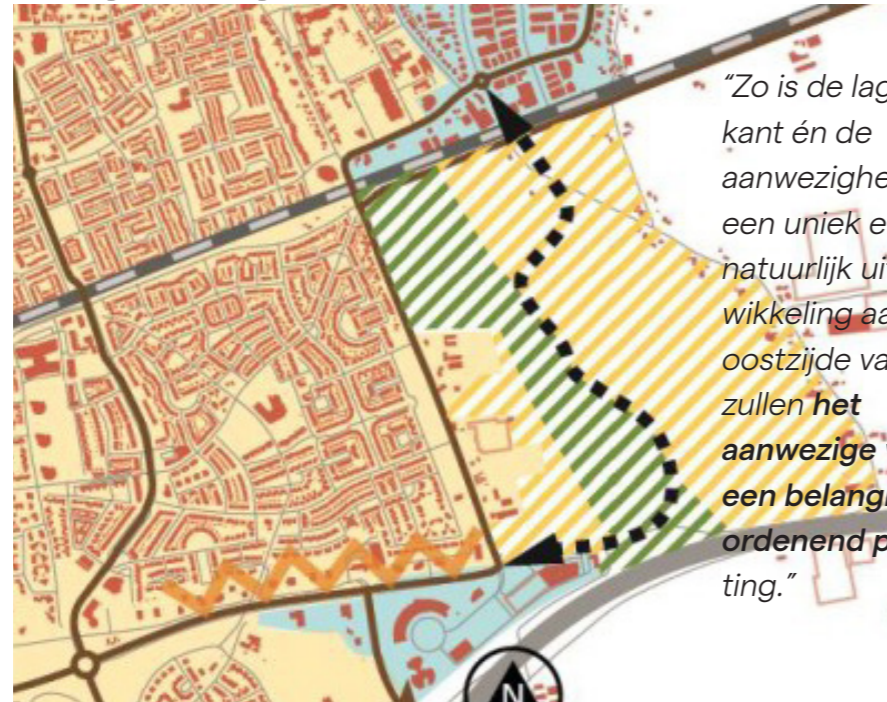 “Zo is de lag
kant én de
aanwezighe
een uniek e
natuurlijk ui
wikkeling aa
oostzijde va
zullen het
aanwezige
een belangr
ordenend p
ting.”
N